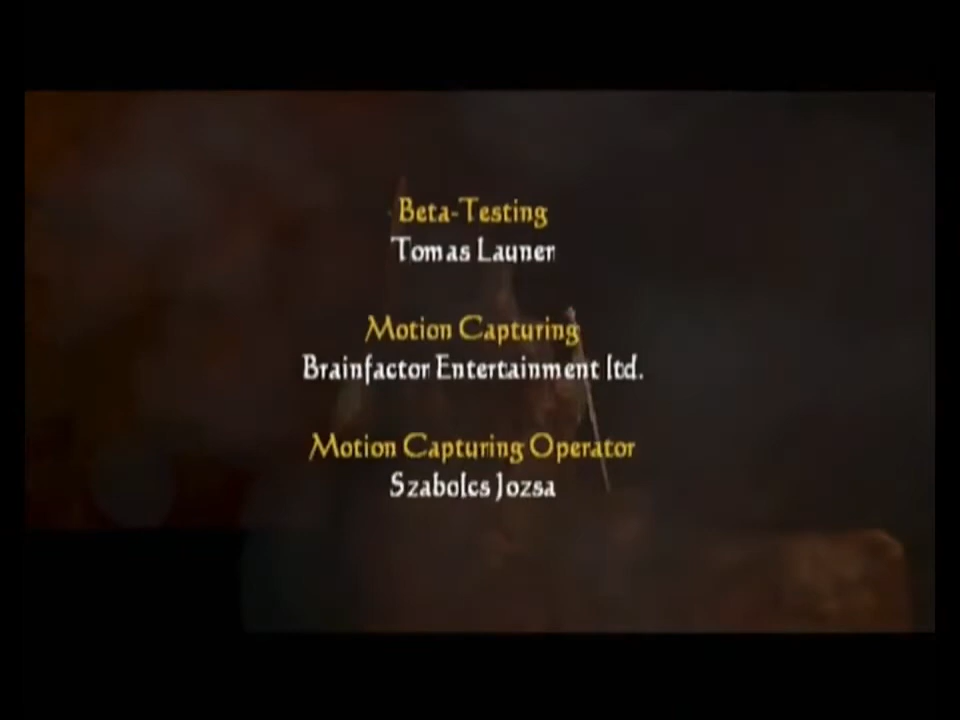 Beta-Testing
Tomas Launer
Motion Capturing
Brainfactor Entertainment ltd.
Motion Capturing Operator
Szabolcs Jozsa